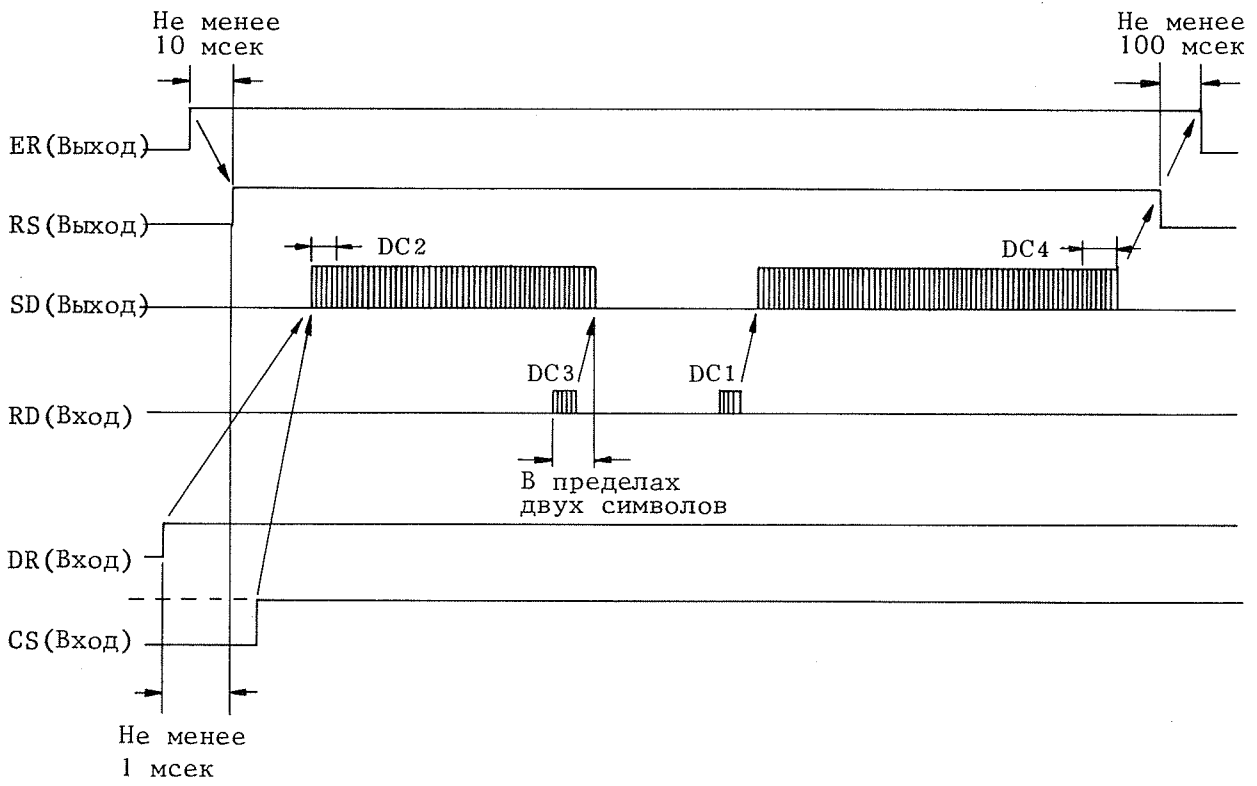 Не менее
10 мсек
Не менее
100 мсек
ER(Выход)
RS(Выход)
DC2
DC4
SD(Выход)
DC3
DC1
RD(Вход)
В пределах
двух символов
DR(Вход)
CS(Вход)
Не менее
1 мсек